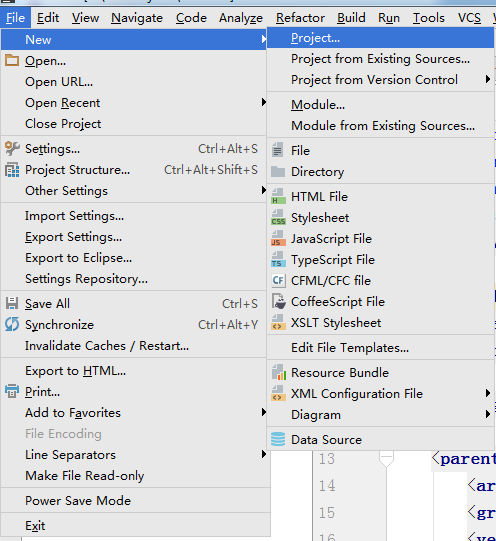 File Edit View Navigate Code Analyze Refactor Build Run Tools VCS
New
Open...
Open URL...
Open Recent
Close Project
Settings... Ctrl+Alt+S
Project Structure... Ctrl+Alt+Shift+S
Other Settings
Import Settings...
Export Settings...
Export to Eclipse...
Settings Repository...
Save All Ctrl+S
Synchronize Ctrl+Alt+Y
Invalidate Caches / Restart...
Export to HTML...
Print...
Add to Favorites
File Encoding
Line Separators
Make File Read-only
Power Save Mode
Exit
Project...
Project from Existing Sources...
Project from Version Control
Module...
Module from Existing Sources...
File
Directory
H HTML File
Stylesheet
JS JavaScript File
TS TypeScript File
CF CFML/CFC file
CoffeeScript File
XSLT Stylesheet
Edit File Templates...
Resource Bundle
XML Configuration File
Diagram
Data Source
13 <parent
14 <ar
15 <gr
16 <ve